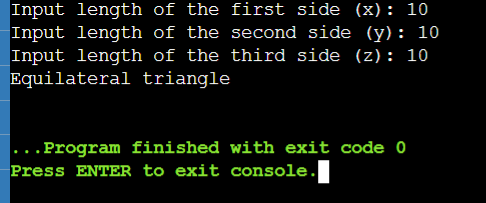 Input length of the first side (x): 10
Input length of the second side (y): 10
Input length of the third side (z): 10
Equilateral triangle
...Program finished with exit code 0
Press ENTER to exit console.